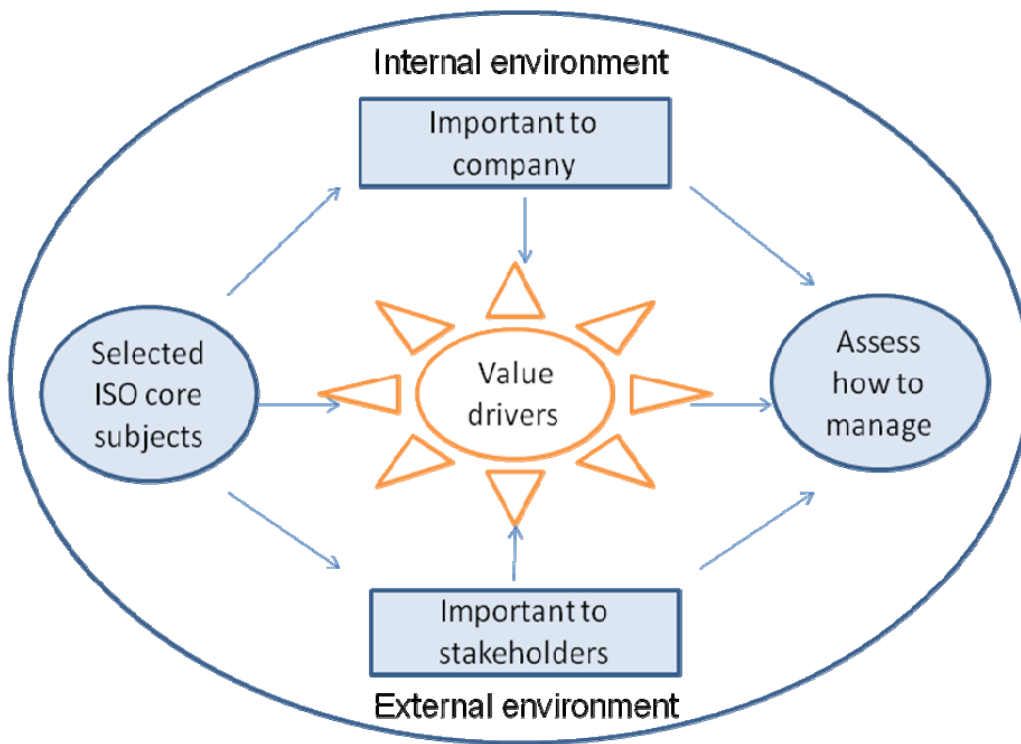 Internal environment
Important to
company
Selected
ISO core
subjects
Value
drivers
Assess
how to
manage
Important to
stakeholders
External environment